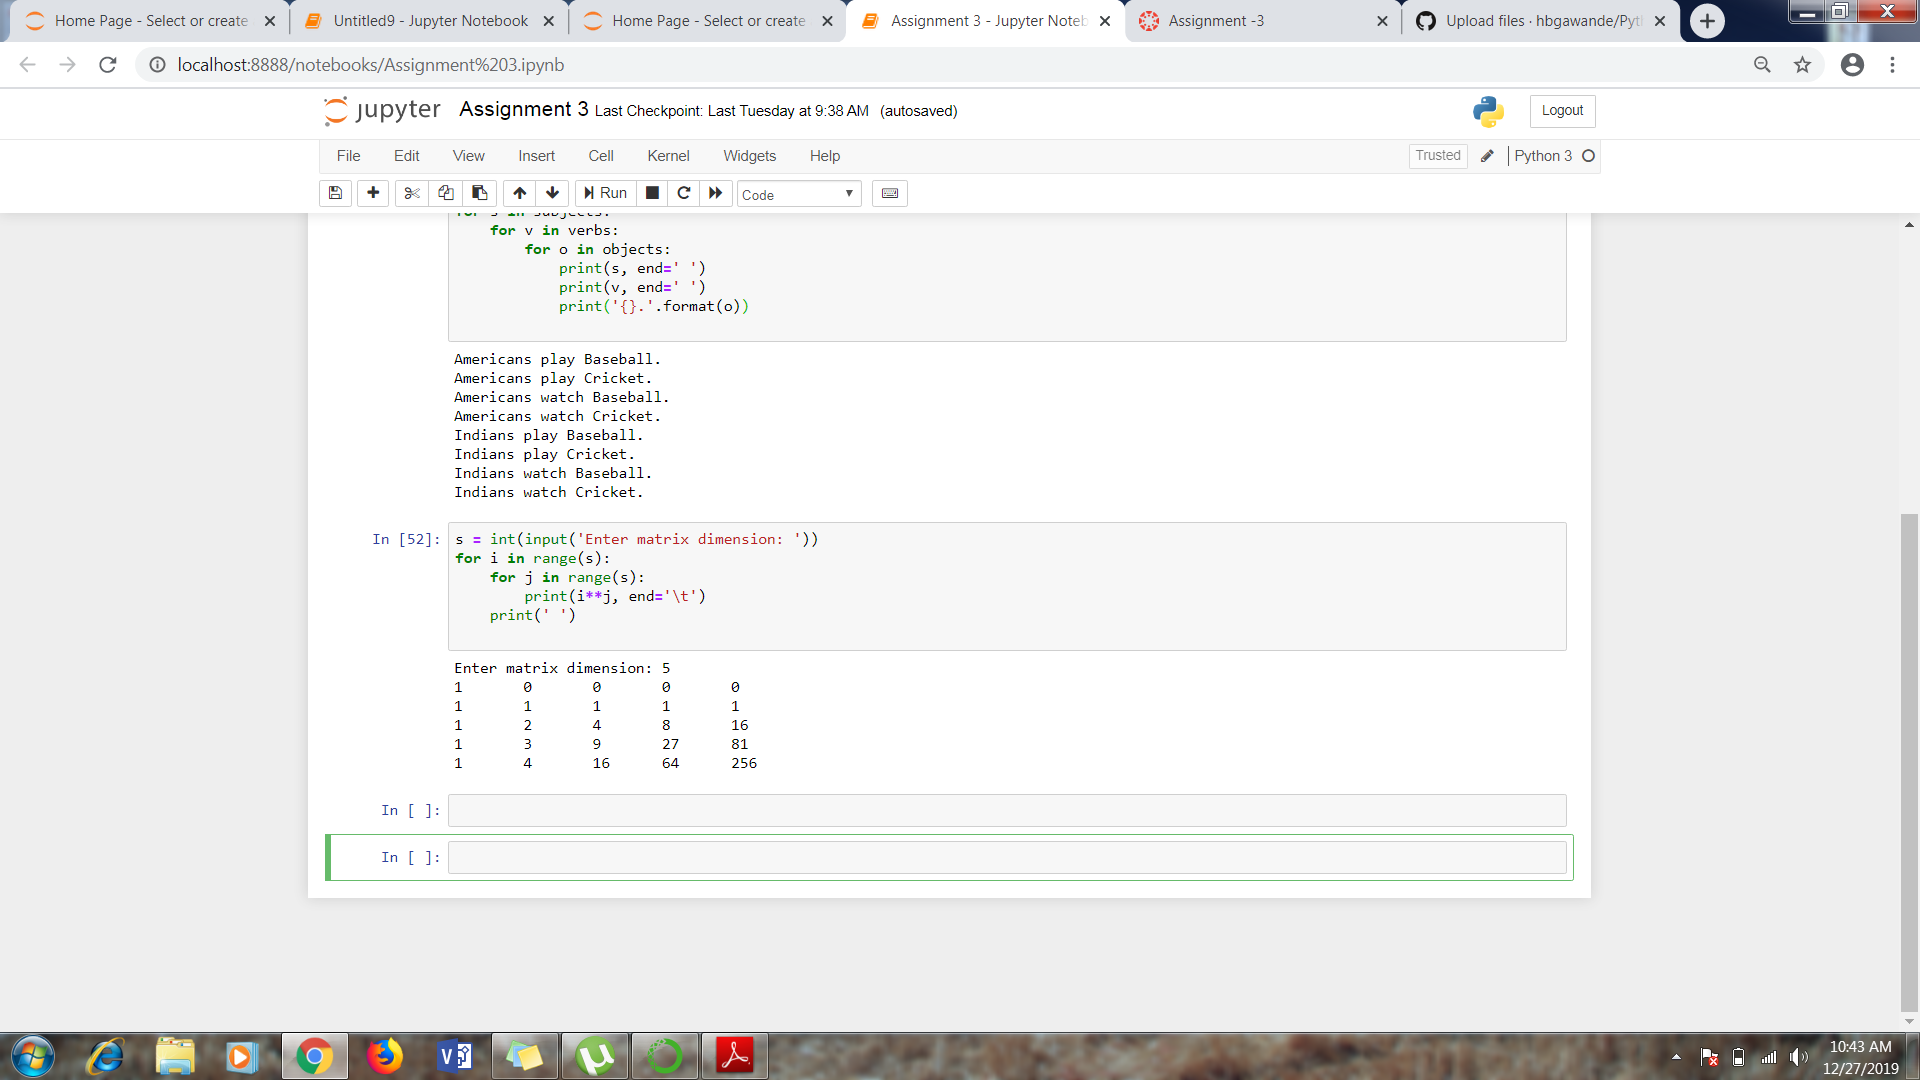 Home Page - Select or create
Untitled9 - Jupyter Notebook
Home Page - Select or create
Assignment 3 - Jupyter Noteb
Assignment -3
Upload files · hbgawande/Pyt
localhost:8888/notebooks/Assignment%203.ipynb
jupyter Assignment 3 Last Checkpoint: Last Tuesday at 9:38 AM (autosaved)
Logout
File Edit View Insert Cell Kernel Widgets Help
Trusted
Python 3
Run
Code
for s in subjects:
for v in verbs:
for o in objects:
print(s, end=' ')
print(v, end=' ')
print('{}.'.format(o))
Americans play Baseball.
Americans play Cricket.
Americans watch Baseball.
Americans watch Cricket.
Indians play Baseball.
Indians play Cricket.
Indians watch Baseball.
Indians watch Cricket.
In [52]: s = int(input('Enter matrix dimension: '))
for i in range(s):
for j in range(s):
print(i**j, end='\t')
print(' ')
Enter matrix dimension: 5
1 0 0 0 0
1 1 1 1 1
1 2 4 8 16
1 3 9 27 81
1 4 16 64 256
In [ ]:
In [ ]:
10:43 AM
12/27/2019